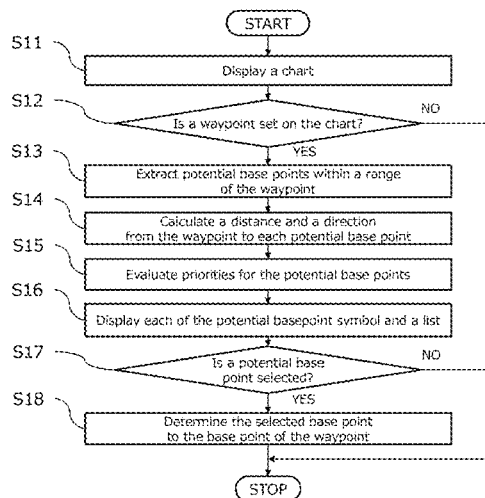 START
S11
Display a chart
S12
Is a waypoint set on the chart?
NO
YES
S13
Extract potential base points within a range
of the waypoint
S14
Calculate a distance and a direction
from the waypoint to each potential base point
S15
Evaluate priorities for the potential base points
S16
Display each of the potential basepoint symbol and a list
S17
Is a potential base
point selected?
NO
YES
S18
Determine the selected base point
to the base point of the waypoint
STOP